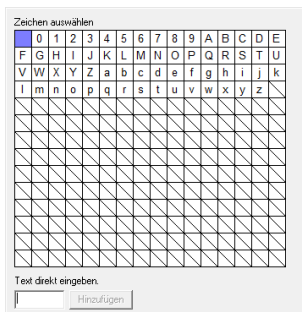 Zeichen auswählen
0 1 2 3 4 5 6 7 8 9 A B C D E
F G H I J K L M N O P Q R S T U
V W X Y Z a b c d e f g h i j k
l m n o p q r s t u v w x y z
Text direkt eingeben.
Hinzufügen